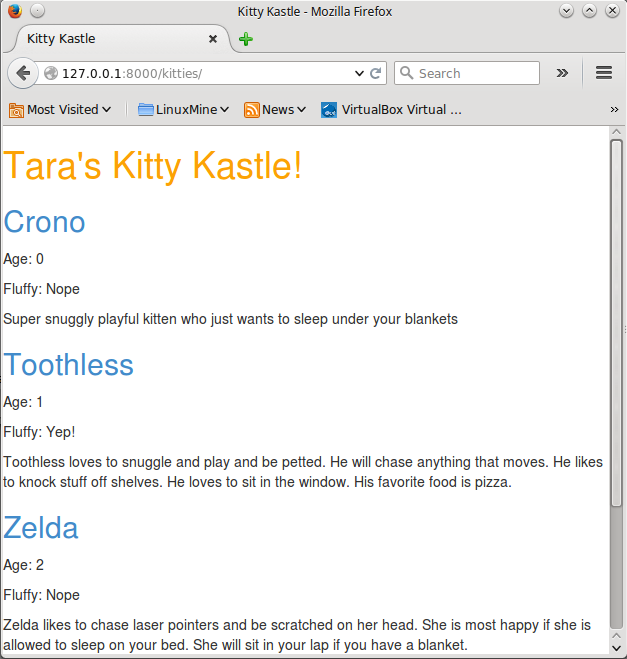 Kitty Kastle - Mozilla Firefox
Kitty Kastle
127.0.0.1:8000/kitties/
Search
Most Visited LinuxMine News VirtualBox Virtual ...
Tara's Kitty Kastle!
Crono
Age: 0
Fluffy: Nope
Super snuggly playful kitten who just wants to sleep under your blankets
Toothless
Age: 1
Fluffy: Yep!
Toothless loves to snuggle and play and be petted. He will chase anything that moves. He likes
to knock stuff off shelves. He loves to sit in the window. His favorite food is pizza.
Zelda
Age: 2
Fluffy: Nope
Zelda likes to chase laser pointers and be scratched on her head. She is most happy if she is
allowed to sleep on your bed. She will sit in your lap if you have a blanket.